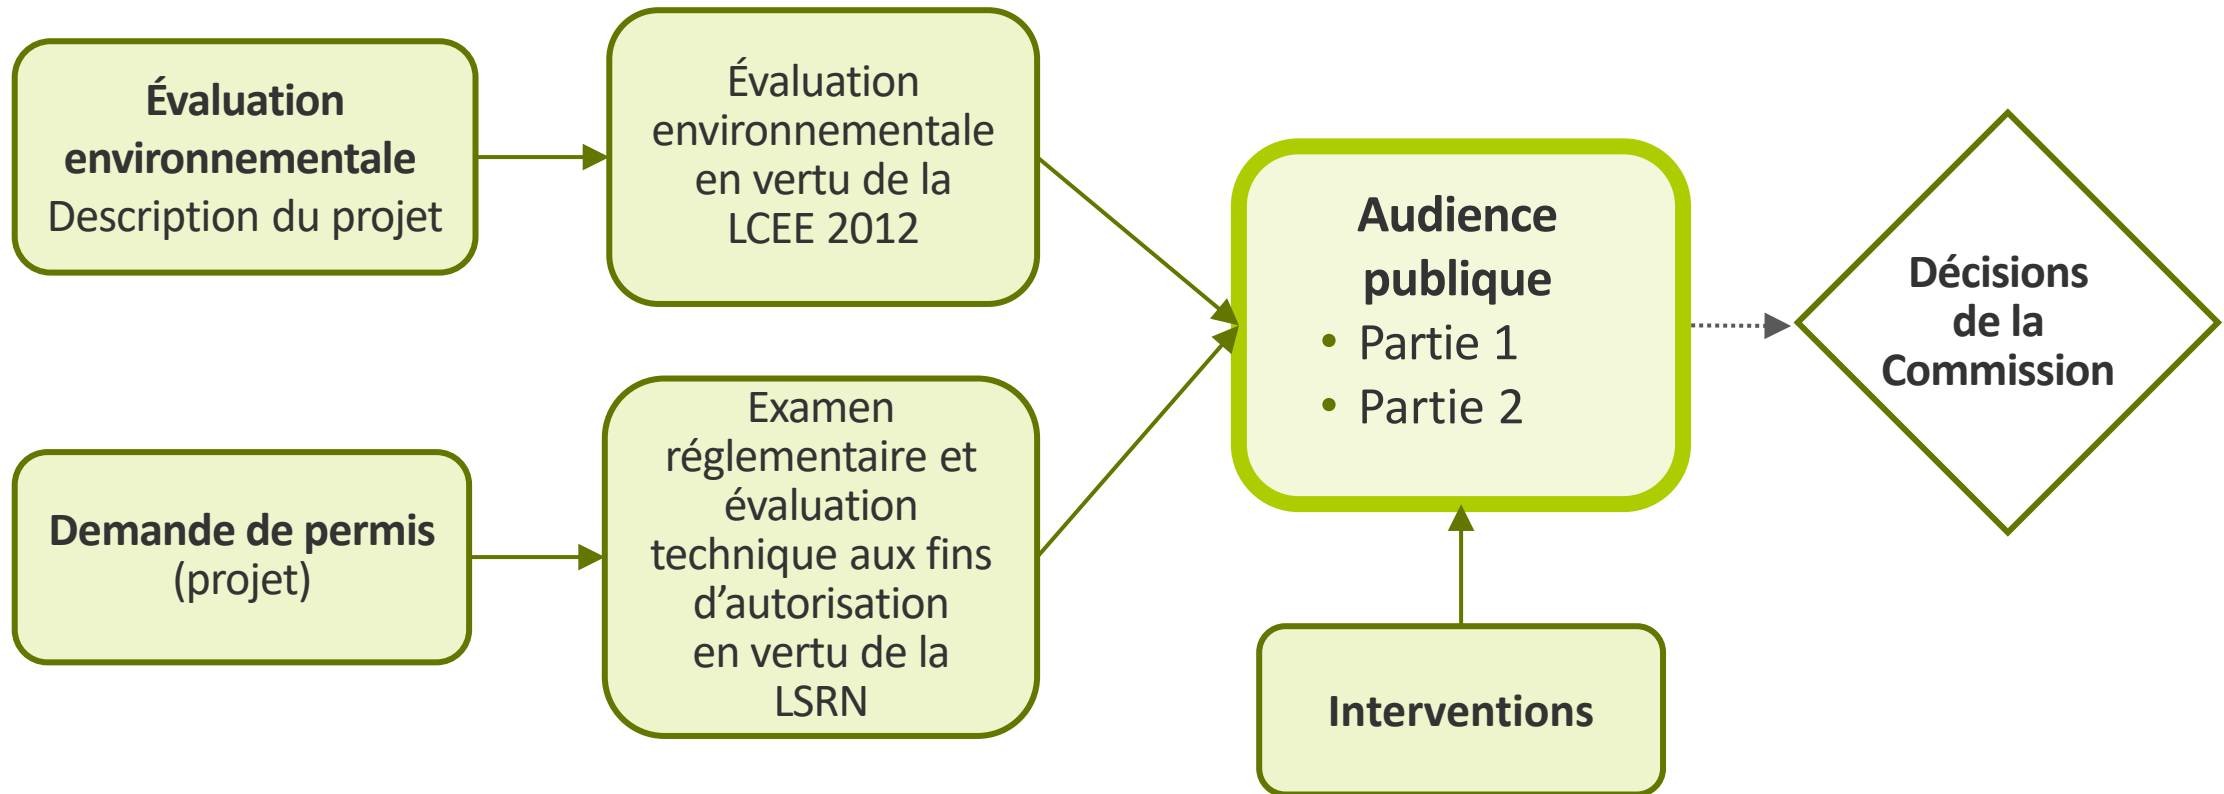 Évaluation
environnementale
Description du projet
Évaluation
environnementale
en vertu de la
LCEE 2012
Demande de permis
(projet)
Examen
réglementaire et
évaluation
technique aux fins
d’autorisation
en vertu de la
LSRN
Audience
publique
• Partie 1
• Partie 2
Interventions
Décisions
de la
Commission